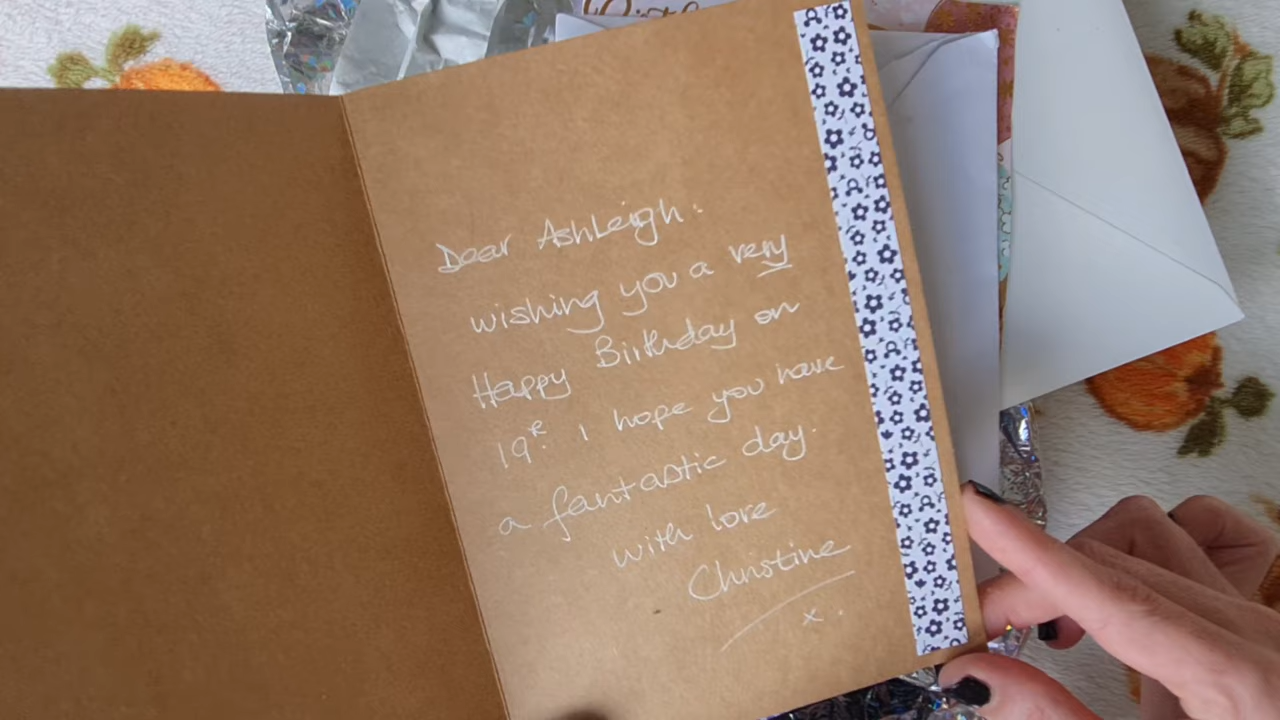 Dear Ashleigh.
wishing you a very
Happy Birthday on
19th. I hope you have
a fantastic day.
with love
Christine
x.